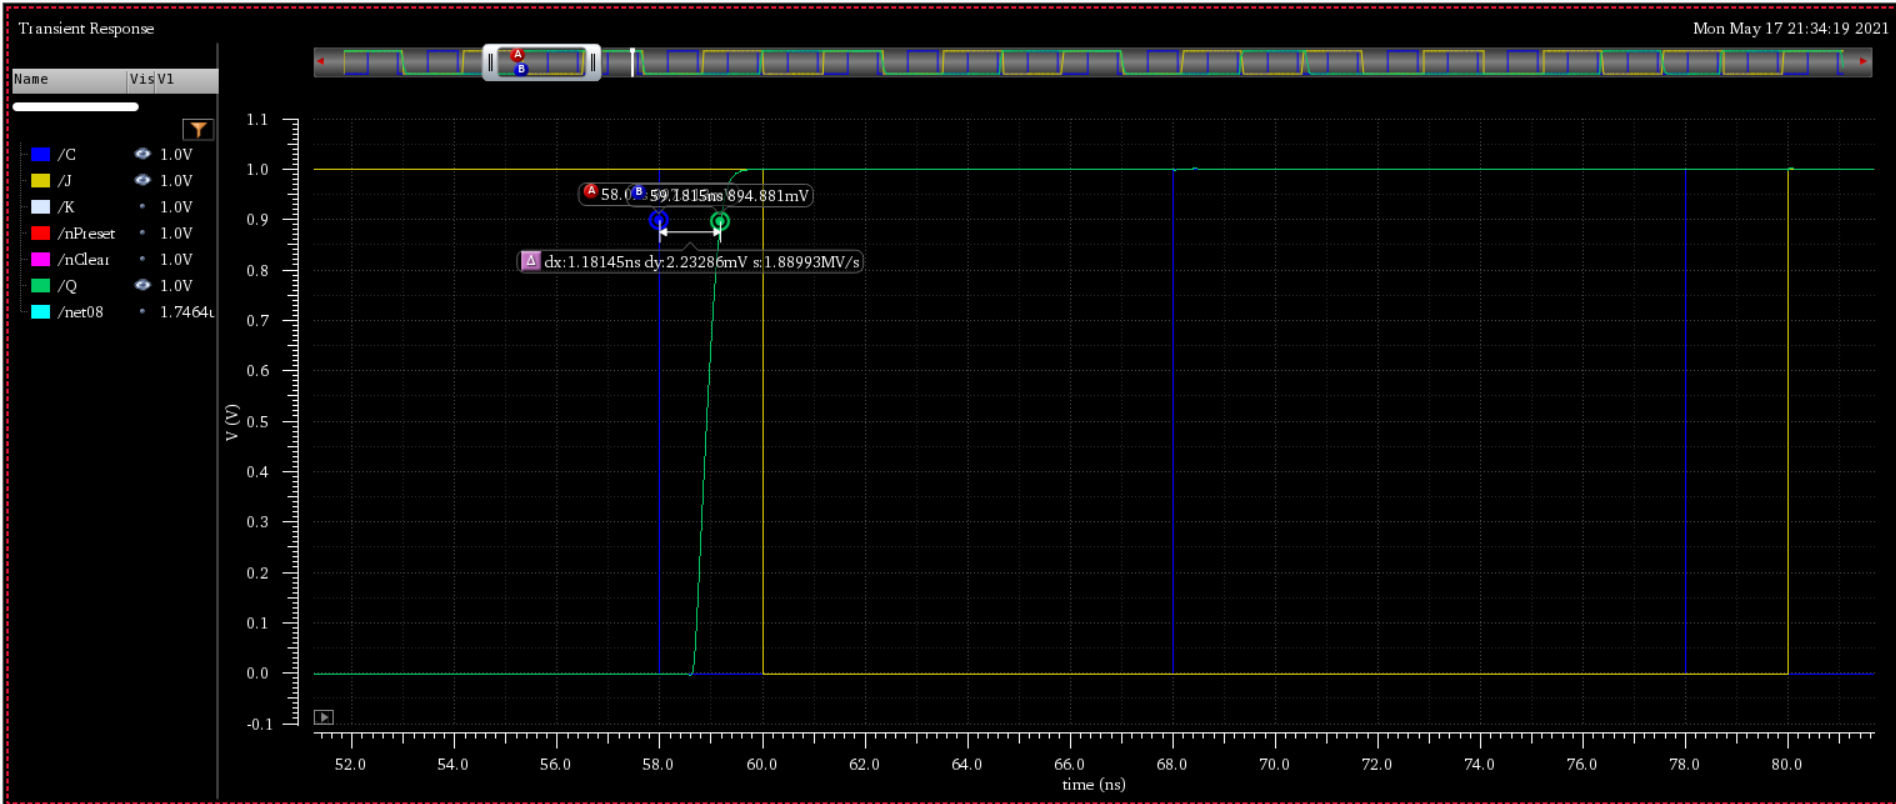 Transient Response
Mon May 17 21:34:19 2021
Name Vis V1
/C 1.0V
/J 1.0V
/K 1.0V
/nPreset 1.0V
/nClear 1.0V
/Q 1.0V
/net08 1.7464
A
B
1.1
1.0
0.9
0.8
0.7
0.6
0.5
0.4
0.3
0.2
0.1
0.0
-0.1
V (V)
A 58.0
B 59.1815ns 894.881mV
Δ dx:1.18145ns dy:2.23286mV s:1.88993MV/s
52.0 54.0 56.0 58.0 60.0 62.0 64.0 66.0 68.0 70.0 72.0 74.0 76.0 78.0 80.0
time (ns)